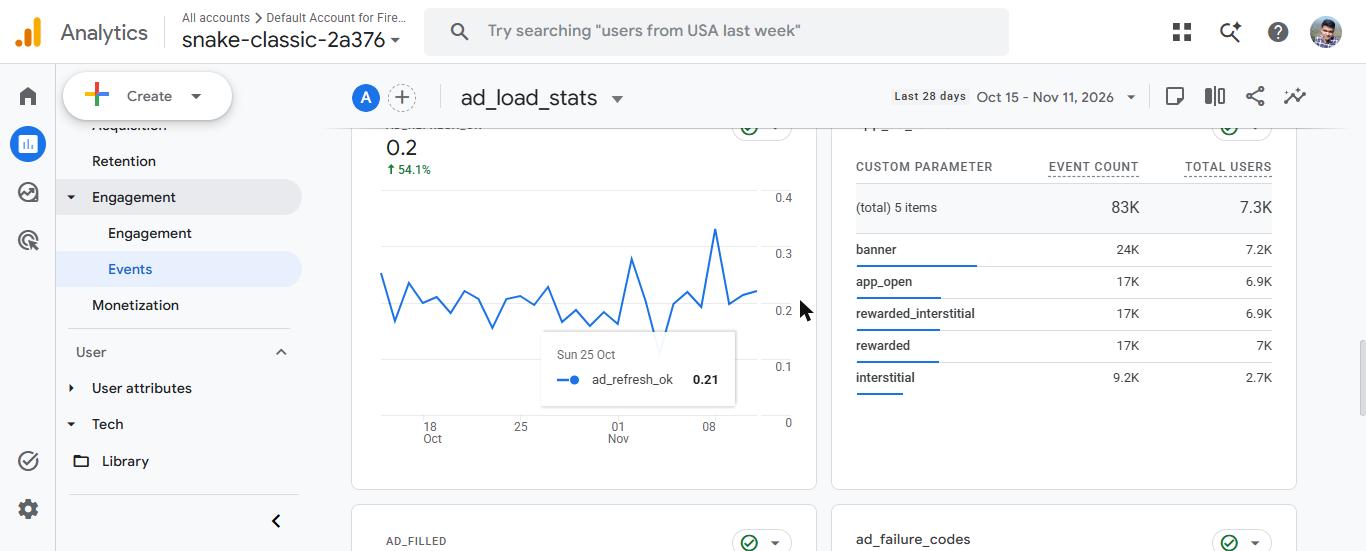 Analytics
All accounts > Default Account for Fire...
snake-classic-2a376
Try searching "users from USA last week"
Create
A
ad_load_stats
Last 28 days Oct 15 - Nov 11, 2026
Acquisition
Retention
Engagement
Engagement
Events
Monetization
User
User attributes
Tech
Library
0.2
54.1%
0.4
0.3
0.2
0.1
0
Sun 25 Oct
ad_refresh_ok 0.21
18 Oct
25
01 Nov
08
CUSTOM PARAMETER EVENT COUNT TOTAL USERS
(total) 5 items 83K 7.3K
banner 24K 7.2K
app_open 17K 6.9K
rewarded_interstitial 17K 6.9K
rewarded 17K 7K
interstitial 9.2K 2.7K
AD_FILLED
ad_failure_codes